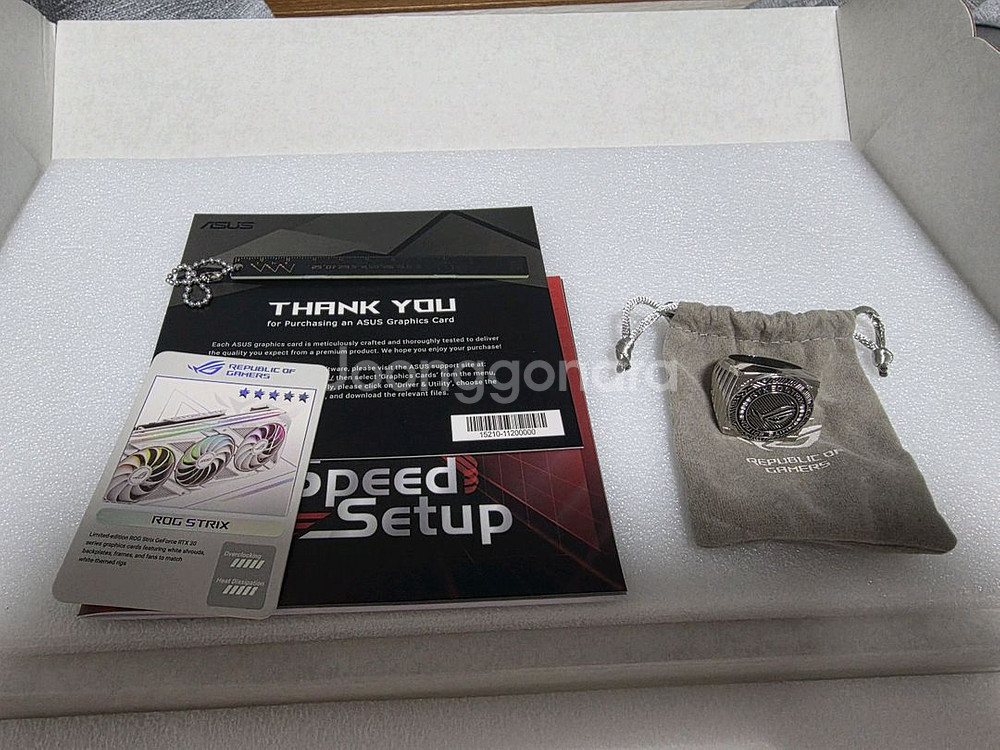 ASUS
THANK YOU
for Purchasing an ASUS Graphics Card
Each ASUS graphics card is meticulously crafted and thoroughly tested to deliver
the quality you expect from a premium product. We hope you enjoy your purchase!
ware, please visit the ASUS support site at:
then select 'Graphics Cards' from the menu,
ly, please click on 'Driver & Utility', choose the
, and download the relevant files.
15210-11200000
Speed
Setup
REPUBLIC OF
GAMERS
ROG STRIX
Limited-edition ROG Strix GeForce RTX 30
series graphics cards featuring white shrouds,
backplates, frames, and fans to match
white-themed rigs
Overclocking
Heat Dissipation
REPUBLIC OF
GAMERS
joonggonara